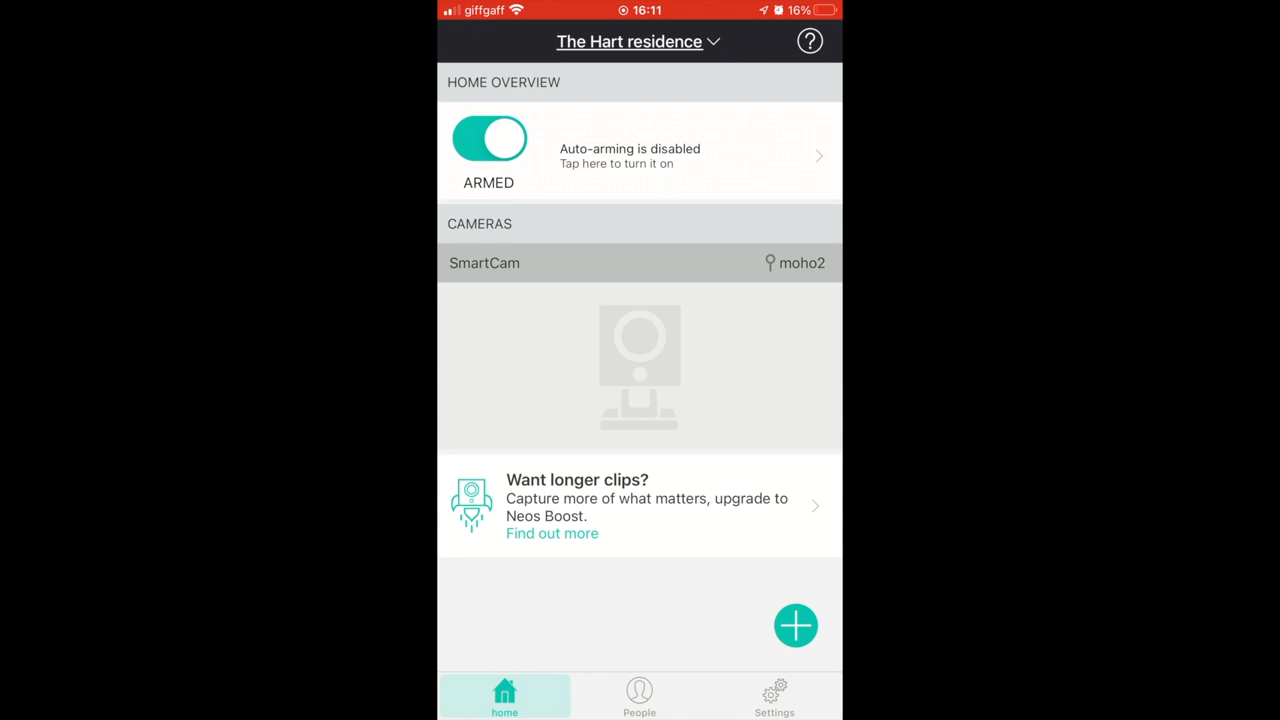 giffgaff 16:11 16%
The Hart residence ?
HOME OVERVIEW
Auto-arming is disabled
Tap here to turn it on
ARMED
CAMERAS
SmartCam moho2
Want longer clips?
Capture more of what matters, upgrade to
Neos Boost.
Find out more
home People Settings